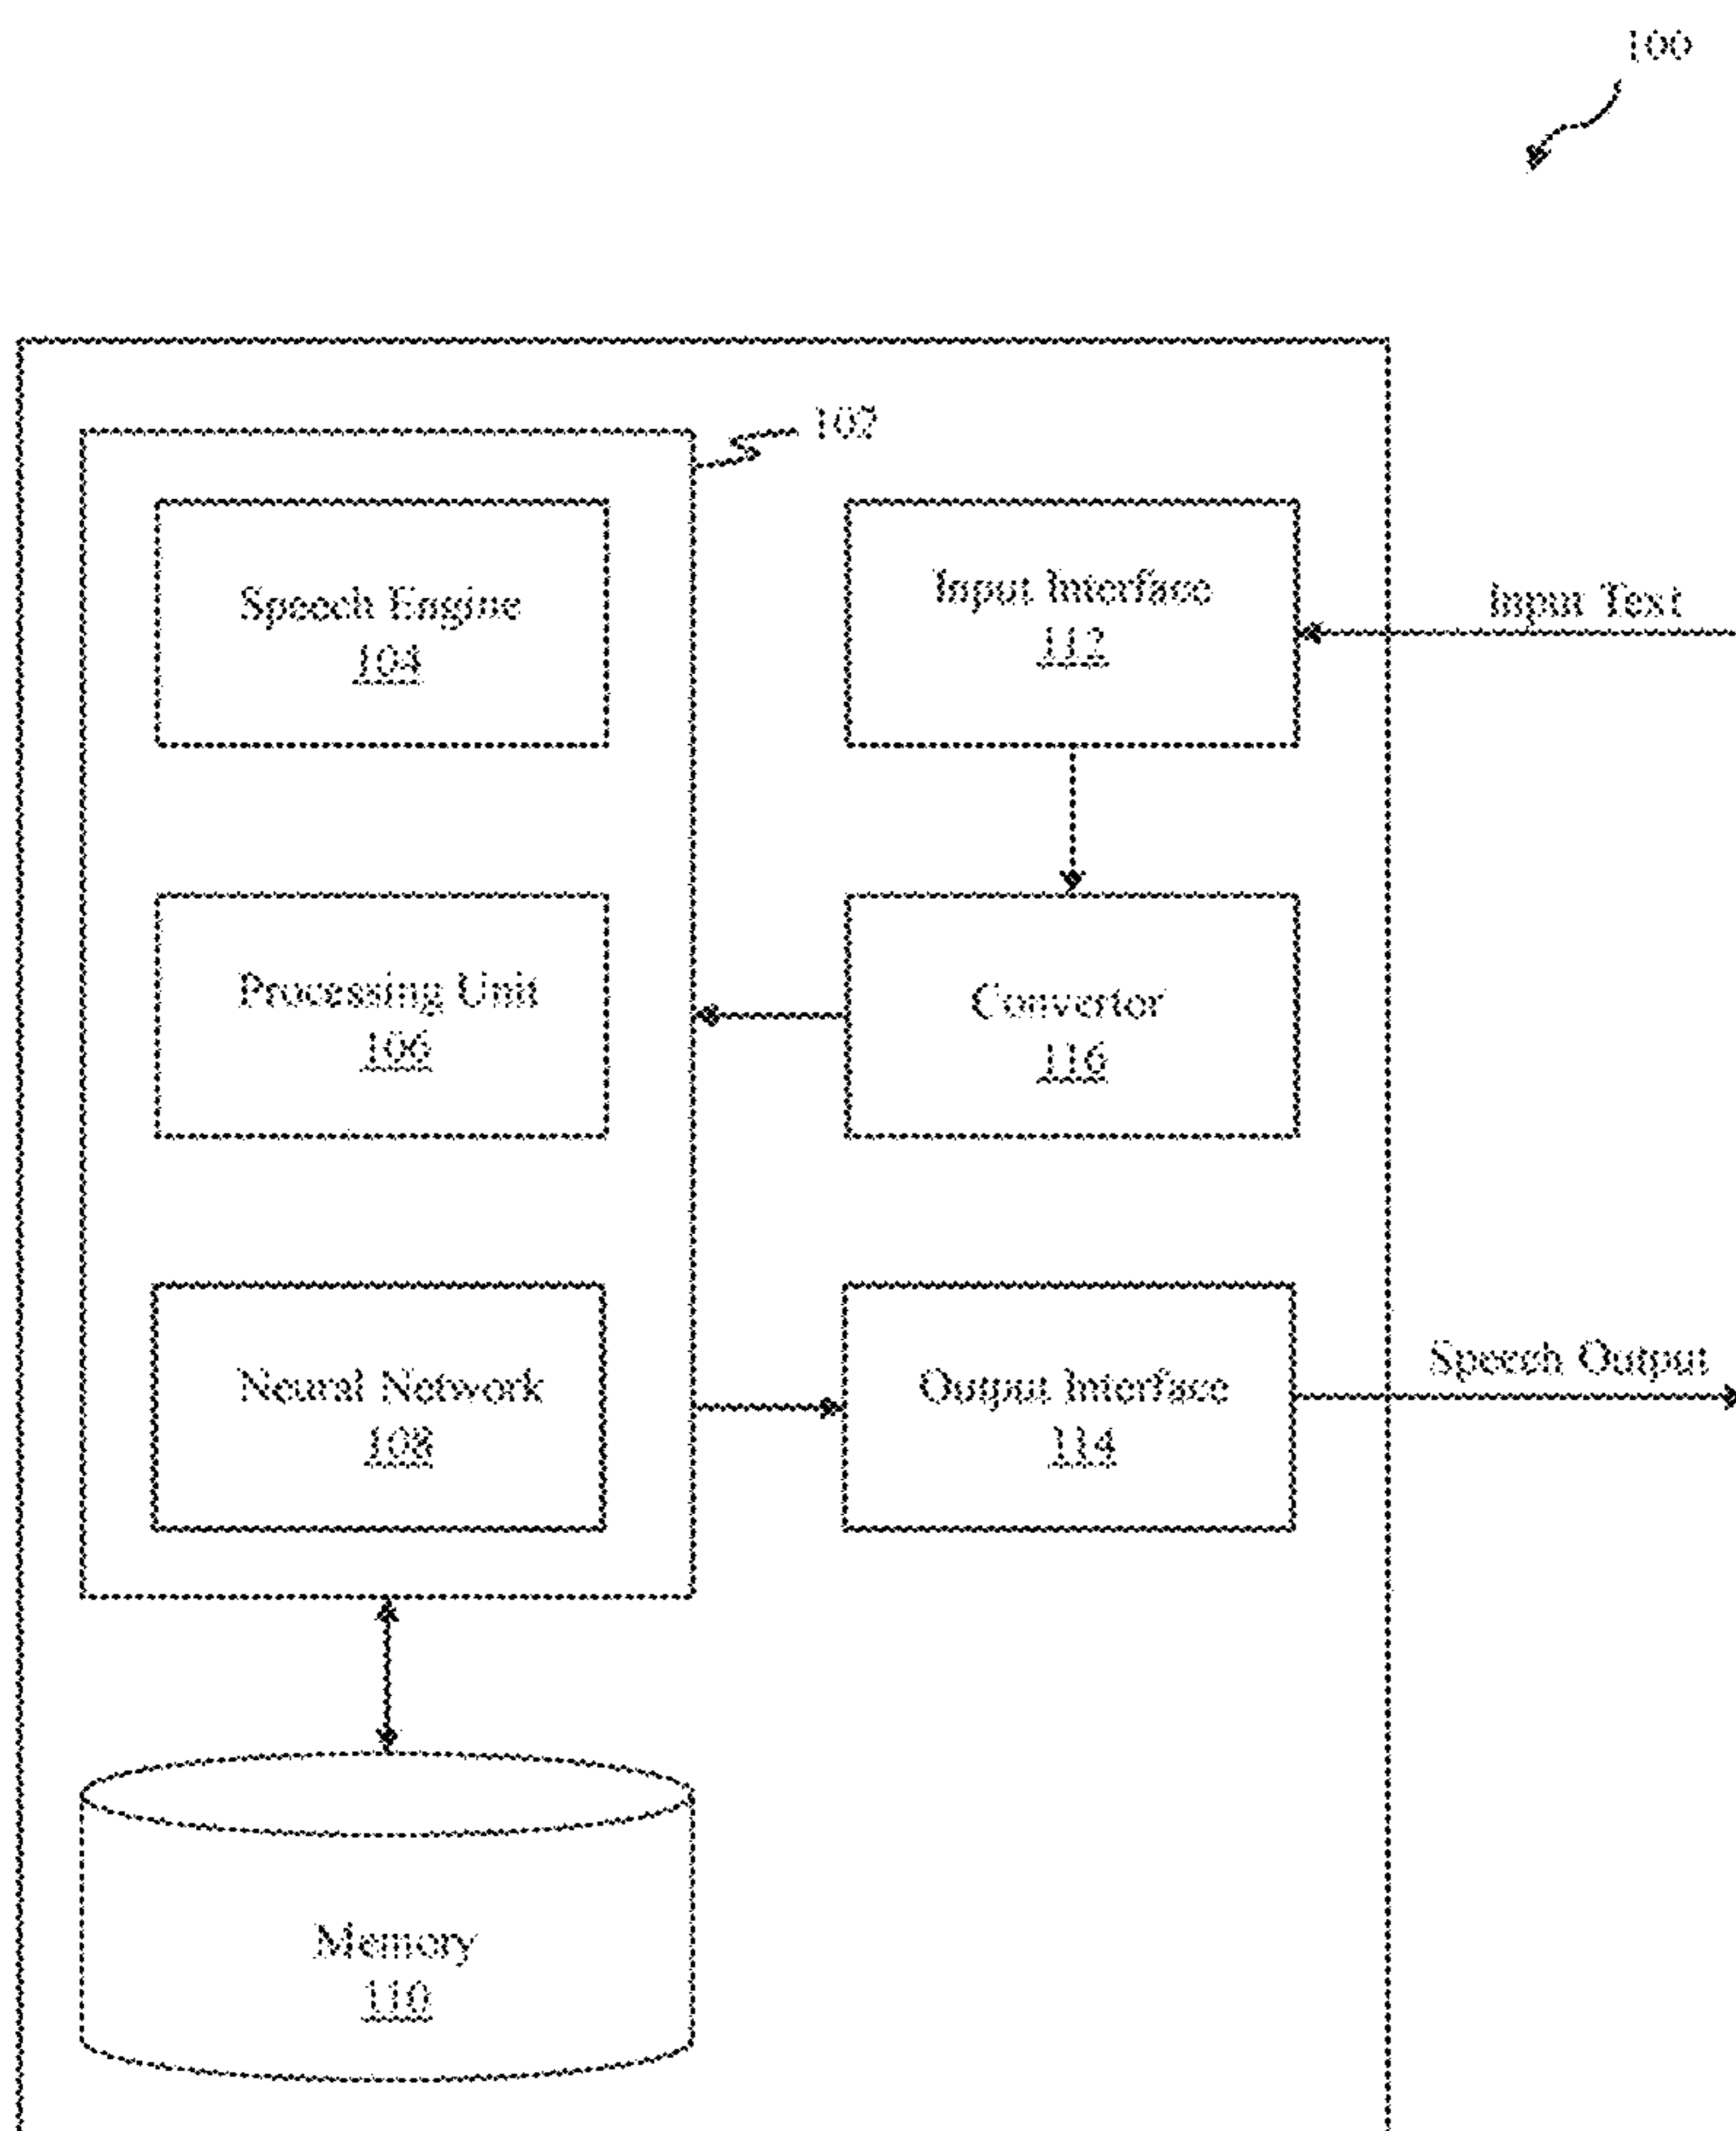 100
102
Speech Engine
104
Input Interface
112
Input Text
Processing Unit
106
Convertor
116
Neural Network
108
Output Interface
114
Speech Output
Memory
110